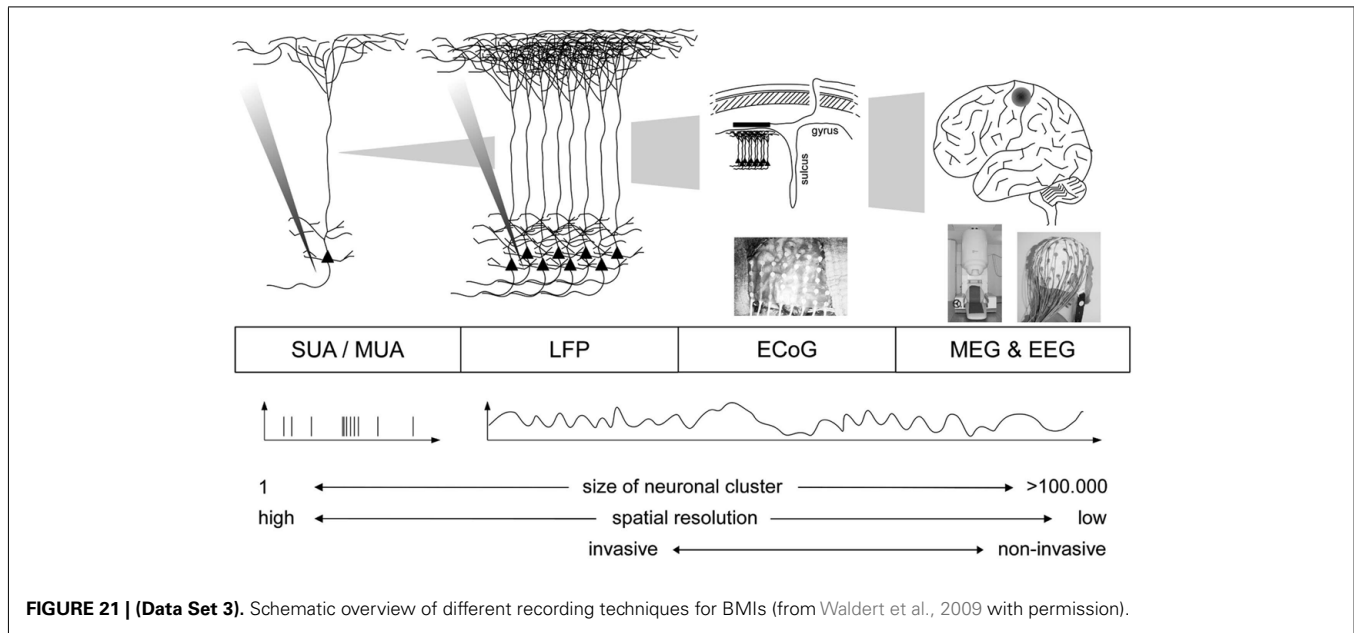 gyrus
sulcus
SUA / MUA LFP ECoG MEG & EEG
1 size of neuronal cluster >100.000
high spatial resolution low
invasive non-invasive
FIGURE 21 | (Data Set 3). Schematic overview of different recording techniques for BMIs (from Waldert et al., 2009 with permission).